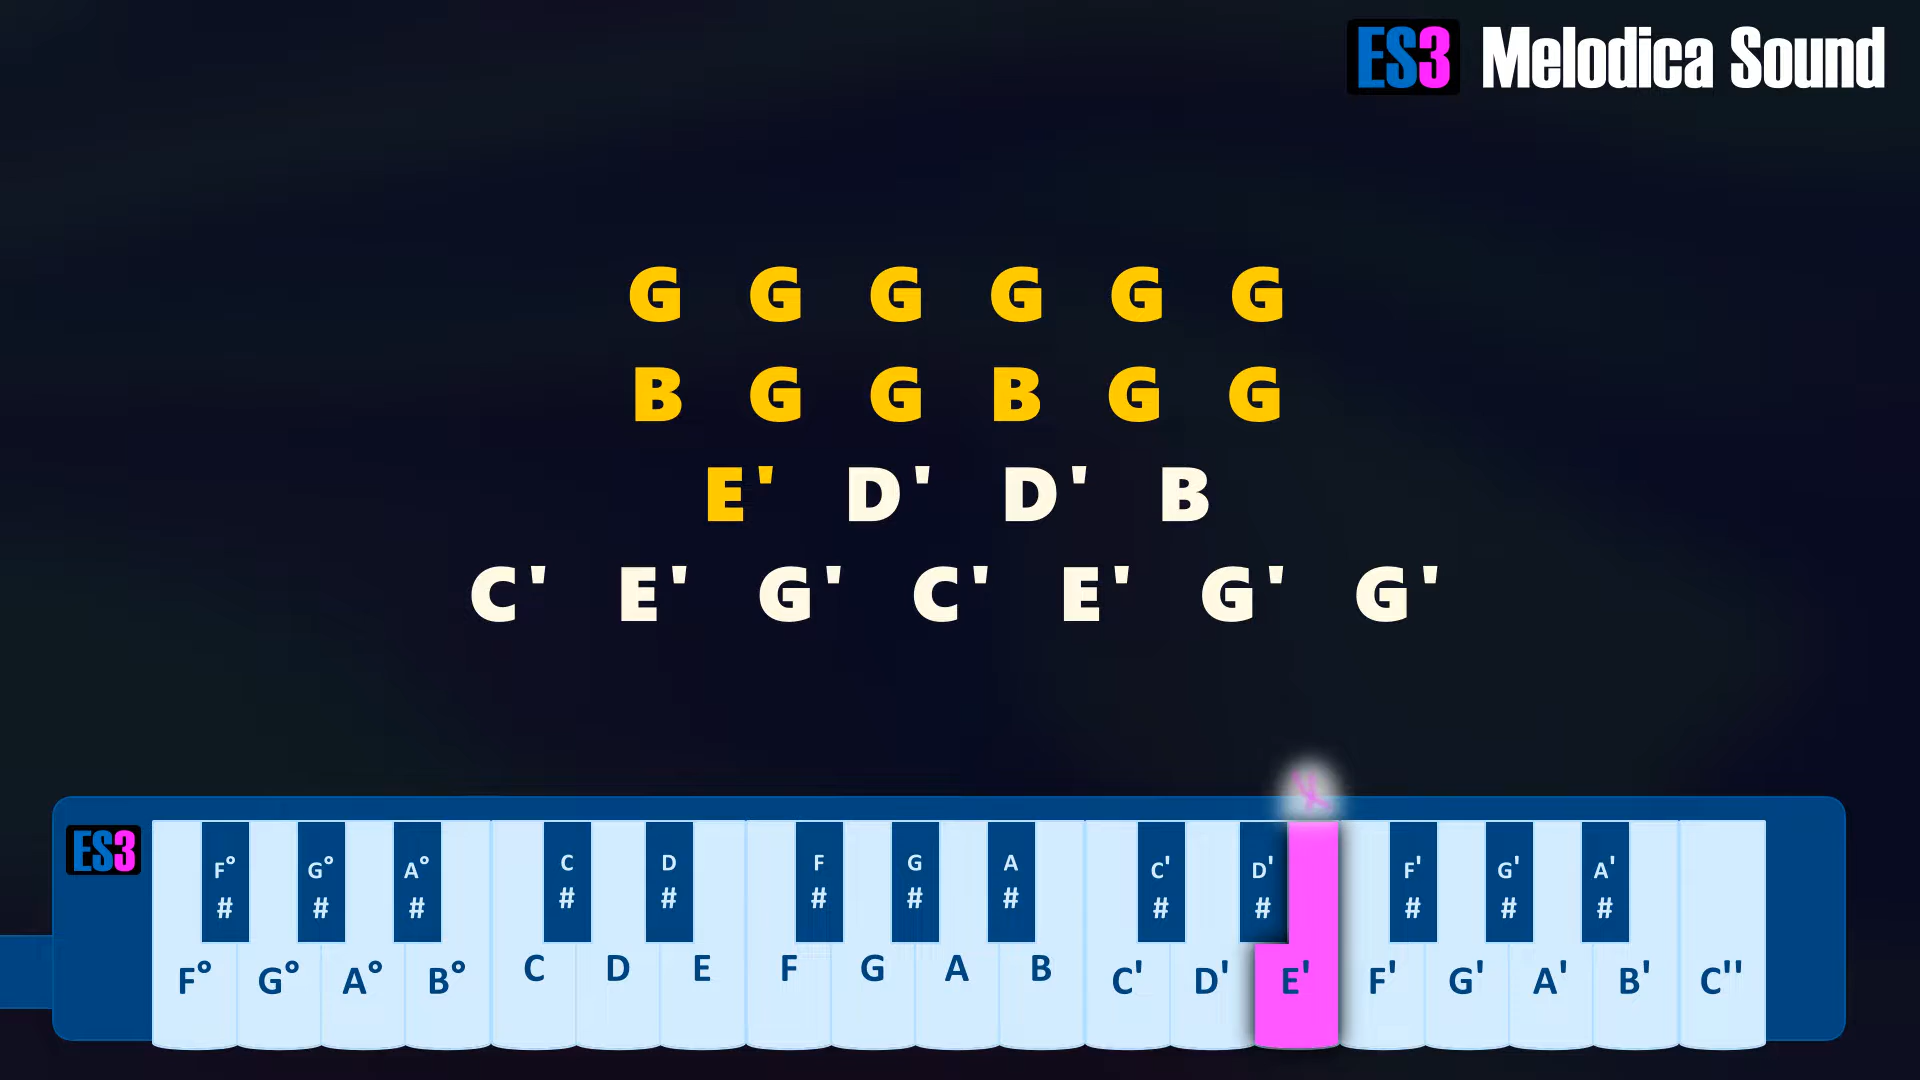 ES3 Melodica Sound
G G G G G G
B G G B G G
E' D' D' B
C' E' G' C' E' G' G'
ES3
F° # G° # A° # C # D # F # G # A # C' # D' # F' # G' # A' #
F° G° A° B° C D E F G A B C' D' E' F' G' A' B' C''